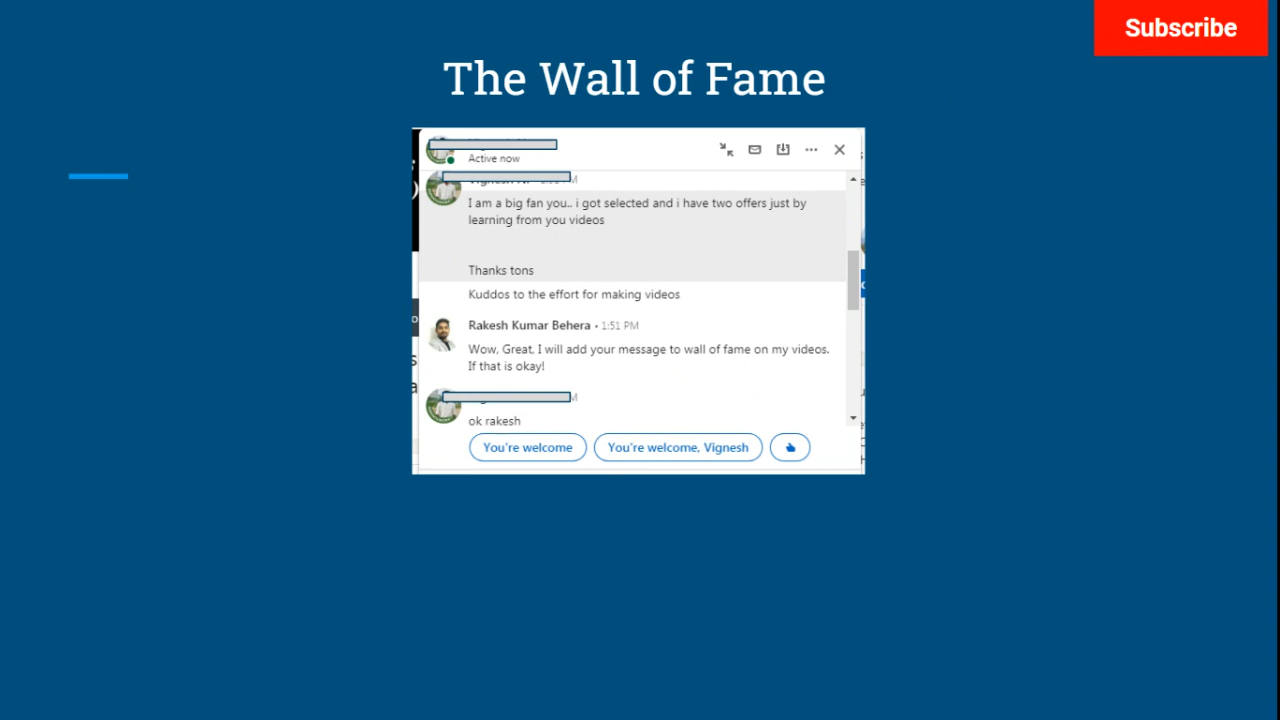 Subscribe
The Wall of Fame
Active now
I am a big fan you.. i got selected and i have two offers just by
learning from you videos
Thanks tons
Kuddos to the effort for making videos
Rakesh Kumar Behera • 1:51 PM
Wow, Great, I will add your message to wall of fame on my videos.
If that is okay!
ok rakesh
You're welcome
You're welcome, Vignesh